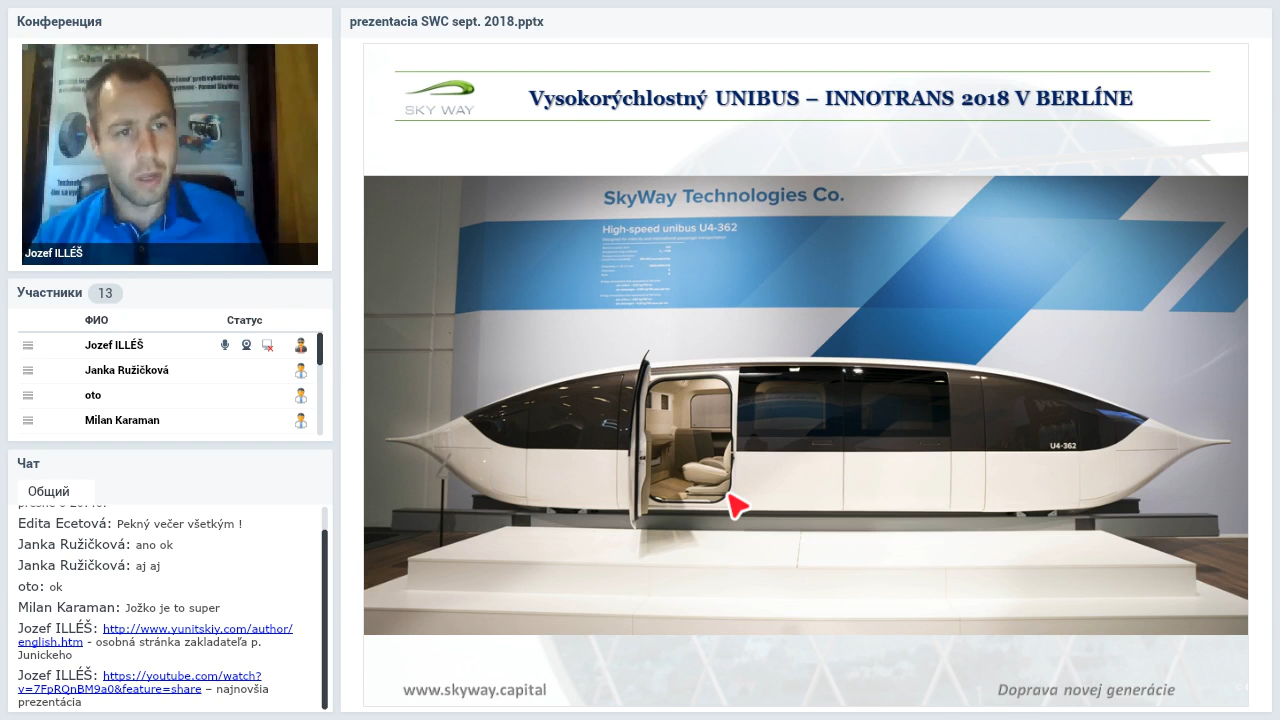 Конференция
Jozef ILLÉŠ
Участники 13
ФИО Статус
Jozef ILLÉŠ
Janka Ružičková
oto
Milan Karaman
Чат
Общий
Edita Ecetová: Pekný večer všetkým !
Janka Ružičková: ano ok
Janka Ružičková: aj aj
oto: ok
Milan Karaman: Jožko je to super
Jozef ILLÉŠ: http://www.yunitskiy.com/author/
english.htm - osobná stránka zakladateľa p.
Junickeho
Jozef ILLÉŠ: https://youtube.com/watch?
v=7FpRQnBM9a0&feature=share – najnovšia
prezentácia
prezentacia SWC sept. 2018.pptx
SKY WAY
Vysokorýchlostný UNIBUS – INNOTRANS 2018 V BERLÍNE
SkyWay Technologies Co.
High-speed unibus U4-362
U4-362
www.skyway.capital
Doprava novej generácie